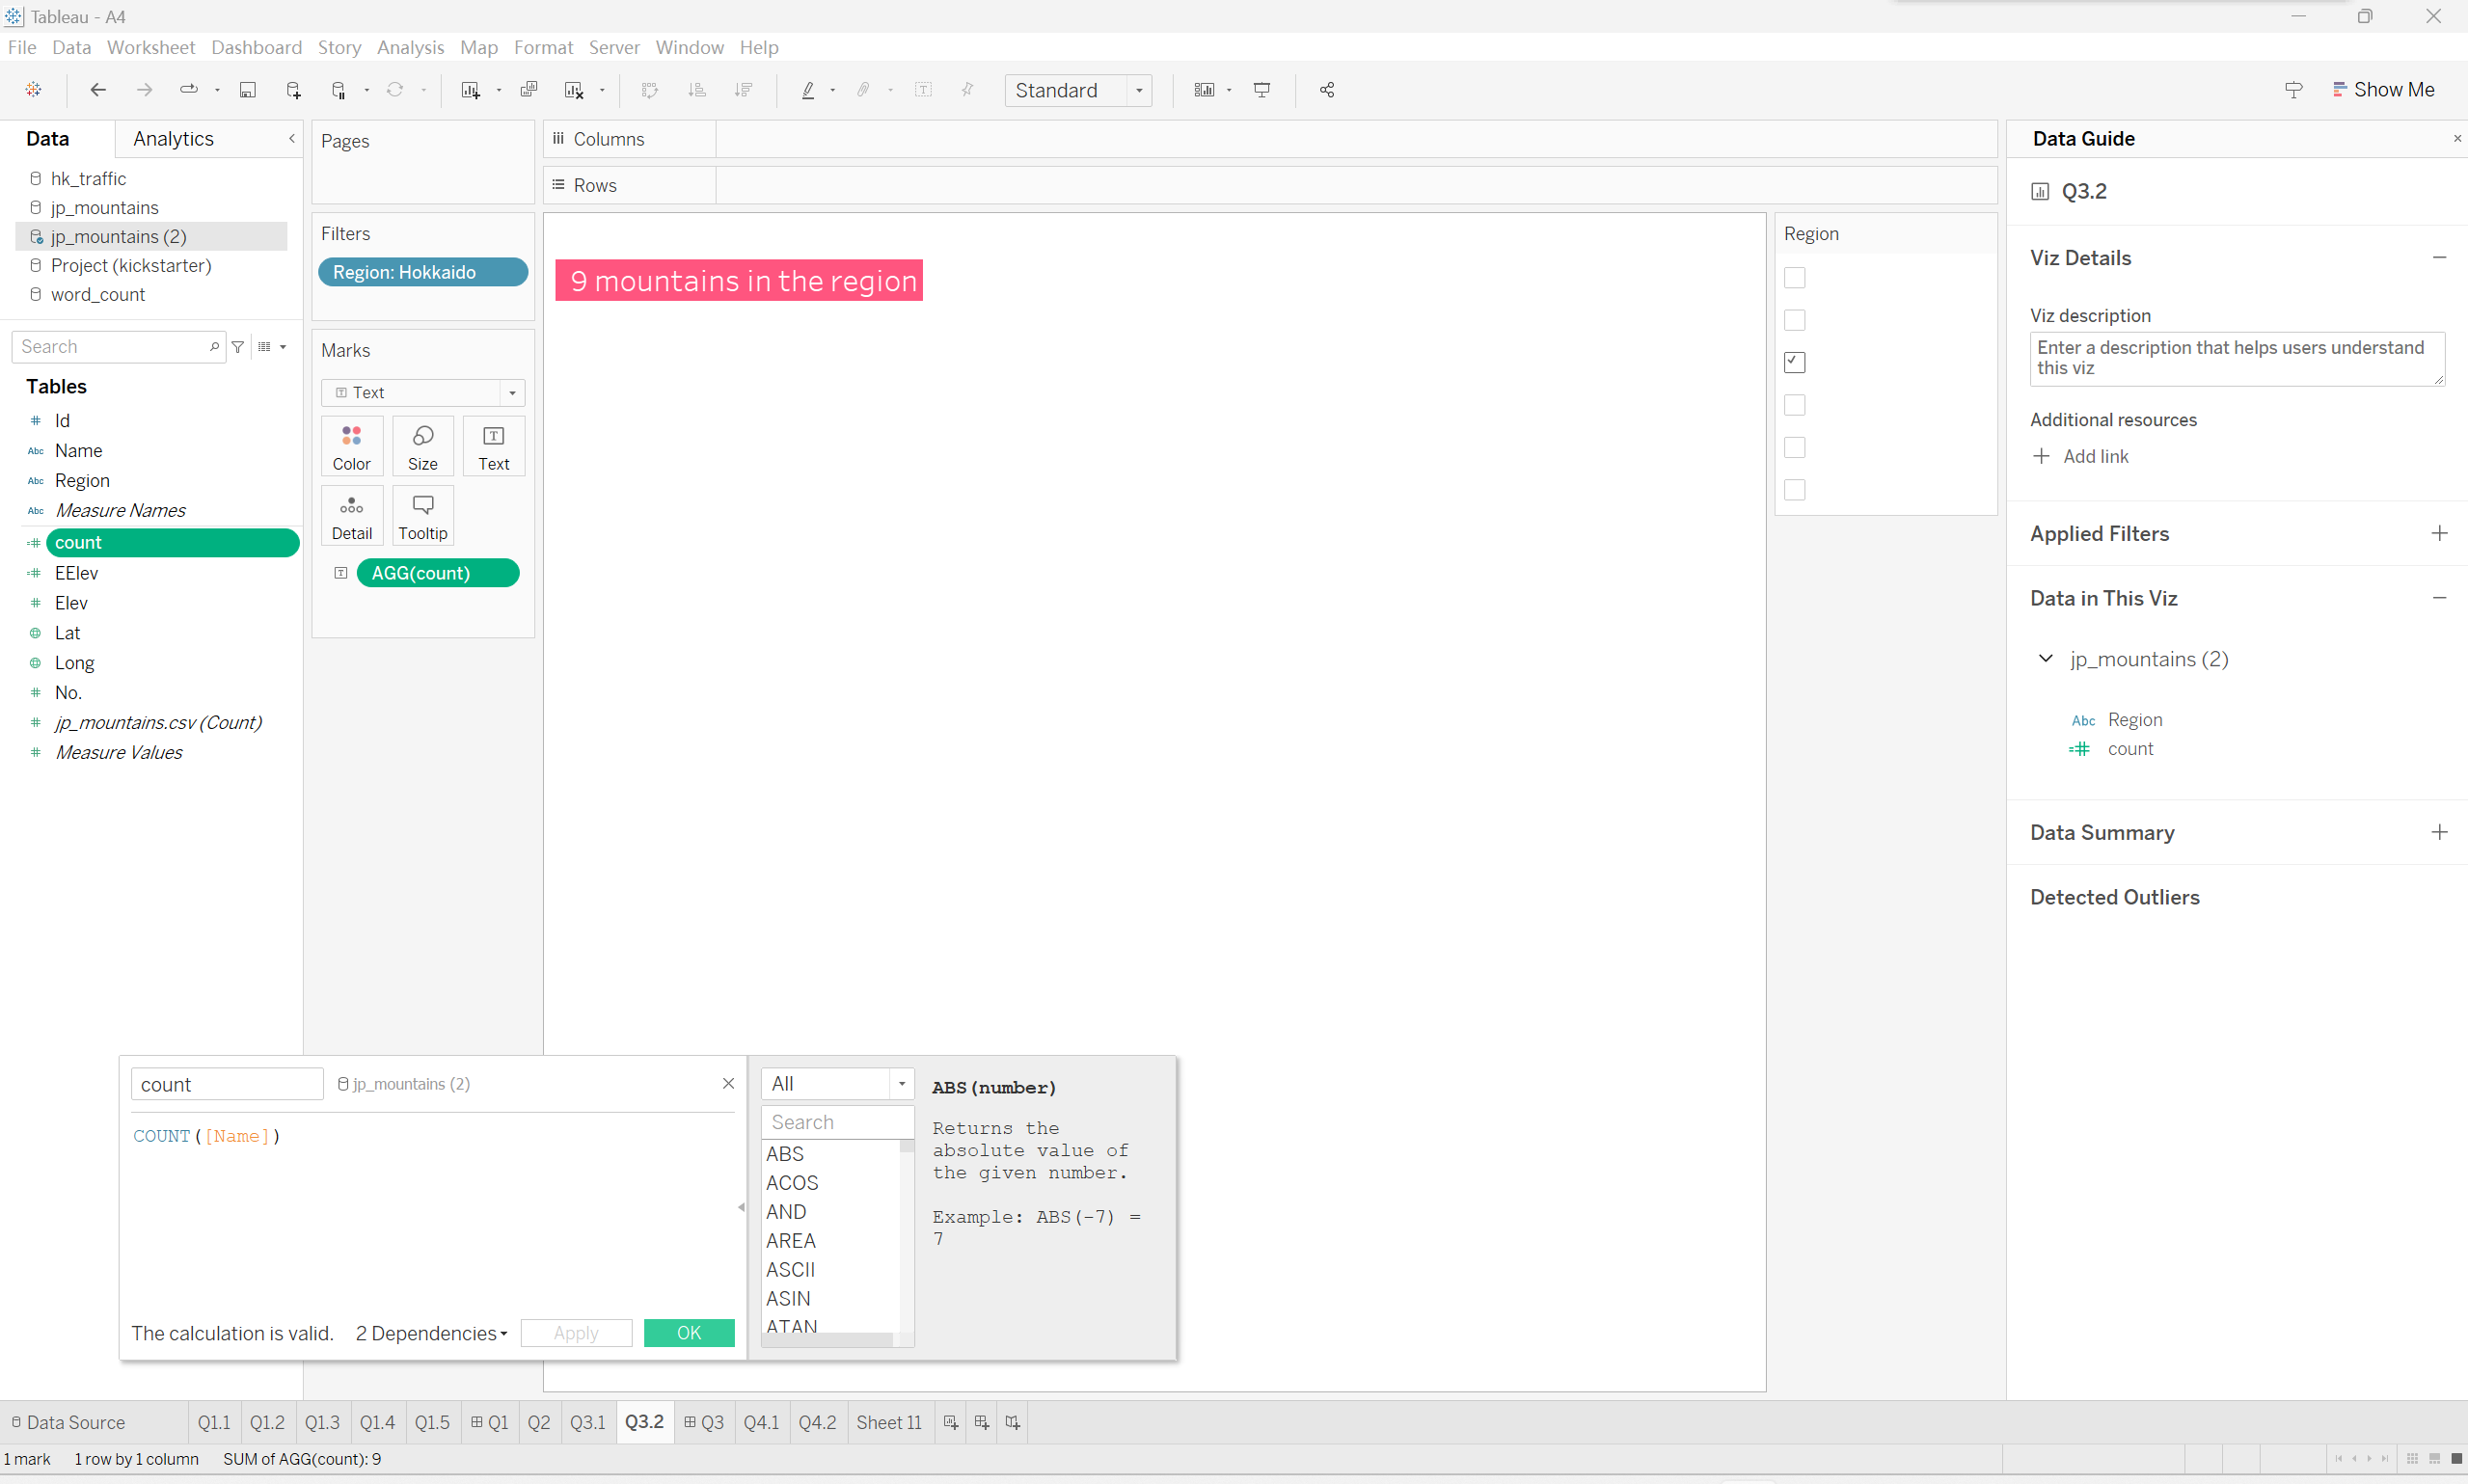 Tableau - A4
File Data Worksheet Dashboard Story Analysis Map Format Server Window Help
Standard
Show Me
Data
Analytics
hk_traffic
jp_mountains
jp_mountains (2)
Project (kickstarter)
word_count
Search
Tables
# Id
Abc Name
Abc Region
Abc Measure Names
=# count
=# EElev
# Elev
Lat
Long
# No.
# jp_mountains.csv (Count)
# Measure Values
Pages
Filters
Region: Hokkaido
Marks
T Text
Color
Size
T Text
Detail
Tooltip
T AGG(count)
Columns
Rows
9 mountains in the region
Region
Data Guide
Q3.2
Viz Details
Viz description
Enter a description that helps users understand
this viz
Additional resources
Add link
Applied Filters
Data in This Viz
jp_mountains (2)
Abc Region
=# count
Data Summary
Detected Outliers
count
jp_mountains (2)
COUNT([Name])
The calculation is valid.
2 Dependencies
Apply
OK
All
Search
ABS
ACOS
AND
AREA
ASCII
ASIN
ATAN
ABS(number)
Returns the
absolute value of
the given number.
Example: ABS(-7) =
7
Data Source
Q1.1
Q1.2
Q1.3
Q1.4
Q1.5
Q1
Q2
Q3.1
Q3.2
Q3
Q4.1
Q4.2
Sheet 11
1 mark
1 row by 1 column
SUM of AGG(count): 9